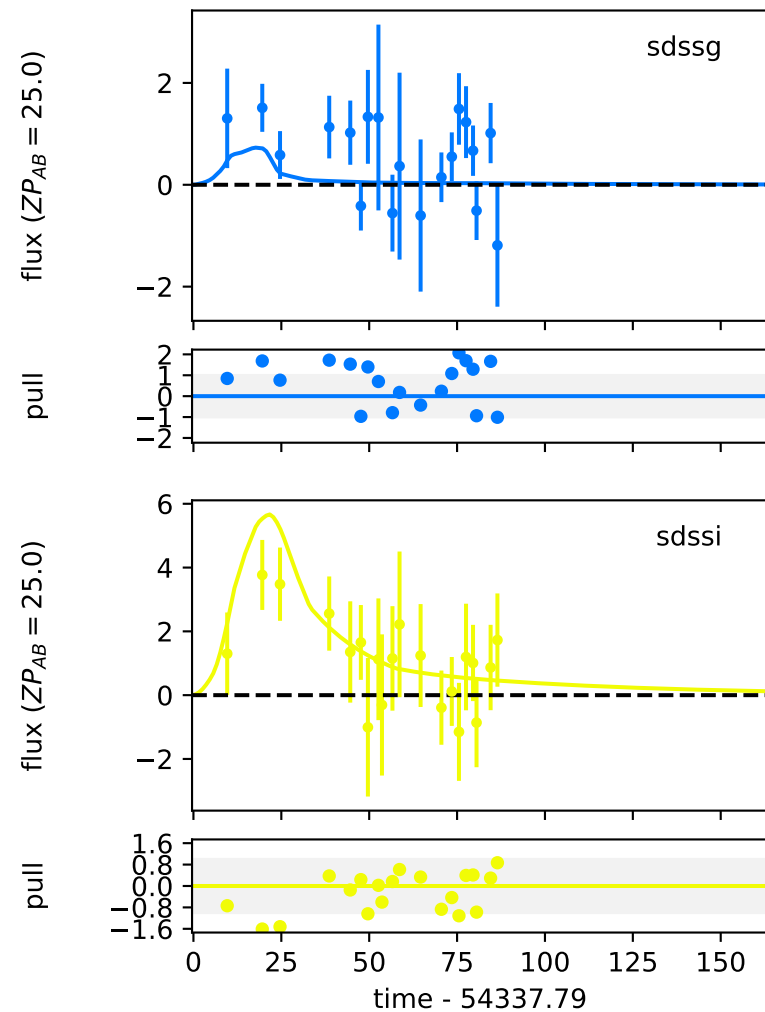 sdssg
flux (ZP_AB = 25.0)
2
0
−2
pull
2
1
0
−1
−2
sdssi
flux (ZP_AB = 25.0)
6
4
2
0
−2
pull
1.6
0.8
0.0
−0.8
−1.6
0 25 50 75 100 125 150
time - 54337.79